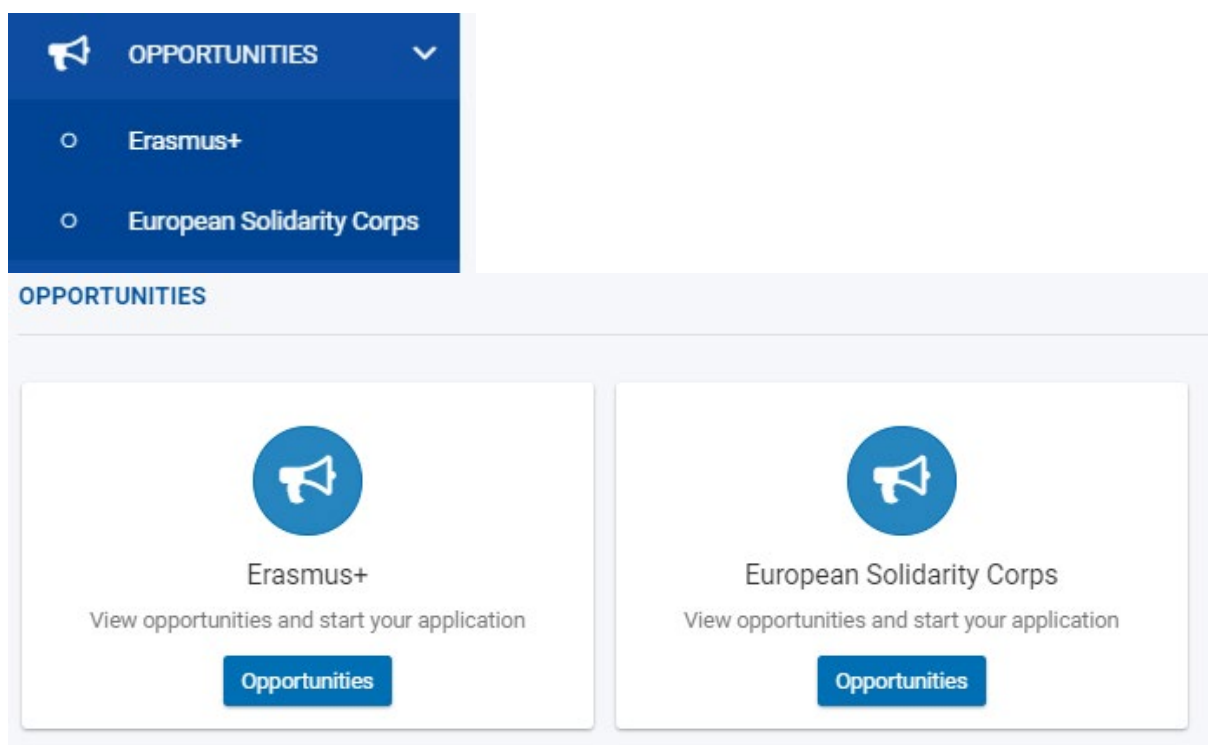 OPPORTUNITIES
Erasmus+
European Solidarity Corps
OPPORTUNITIES
Erasmus+
View opportunities and start your application
Opportunities
European Solidarity Corps
View opportunities and start your application
Opportunities